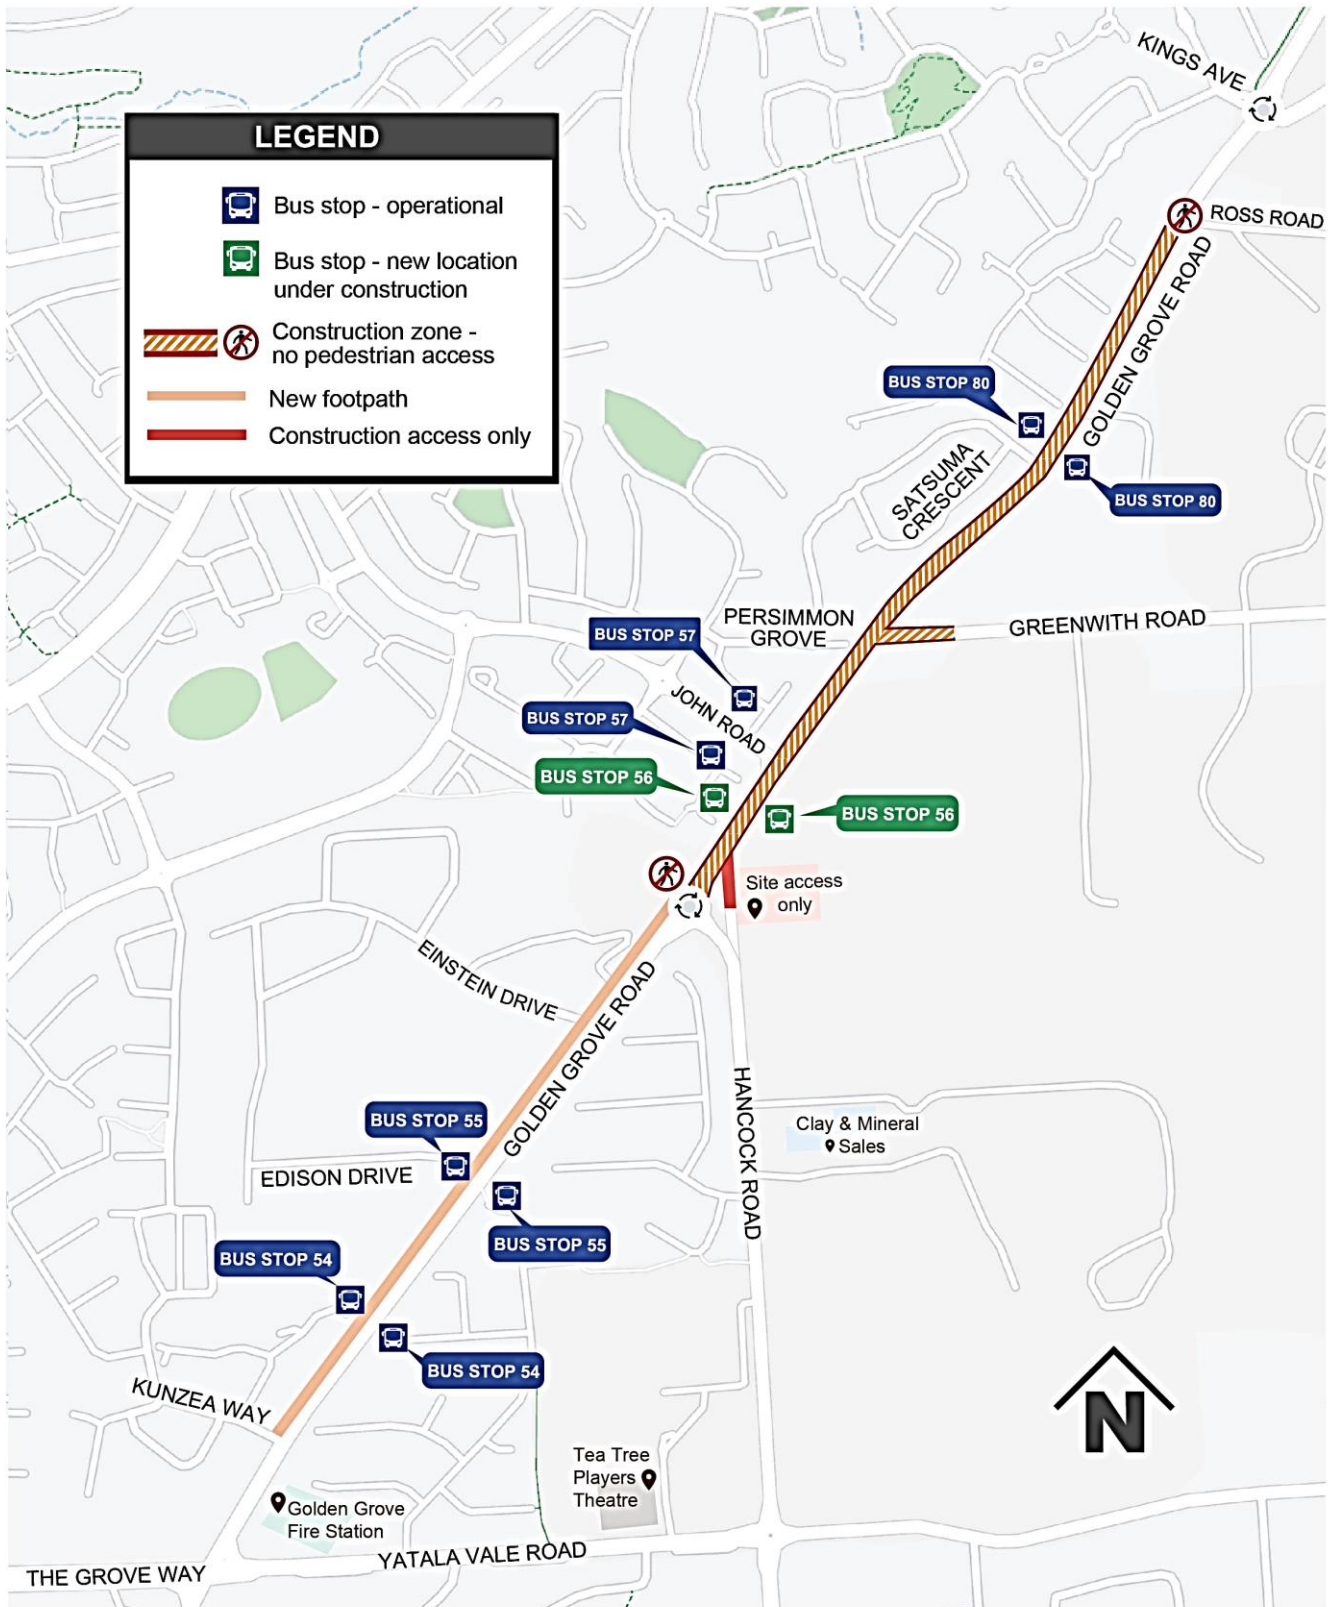 KINGS AVE
LEGEND
Bus stop - operational
Bus stop - new location
under construction
Construction zone -
no pedestrian access
New footpath
Construction access only
ROSS ROAD
GOLDEN GROVE ROAD
BUS STOP 80
BUS STOP 80
SATSUMA
CRESCENT
PERSIMMON
GROVE
GREENWITH ROAD
BUS STOP 57
JOHN ROAD
BUS STOP 57
BUS STOP 56
BUS STOP 56
Site access
only
EINSTEIN DRIVE
GOLDEN GROVE ROAD
HANCOCK ROAD
BUS STOP 55
Clay & Mineral
Sales
EDISON DRIVE
BUS STOP 55
BUS STOP 54
BUS STOP 54
KUNZEA WAY
N
Tea Tree
Players
Theatre
Golden Grove
Fire Station
YATALA VALE ROAD
THE GROVE WAY